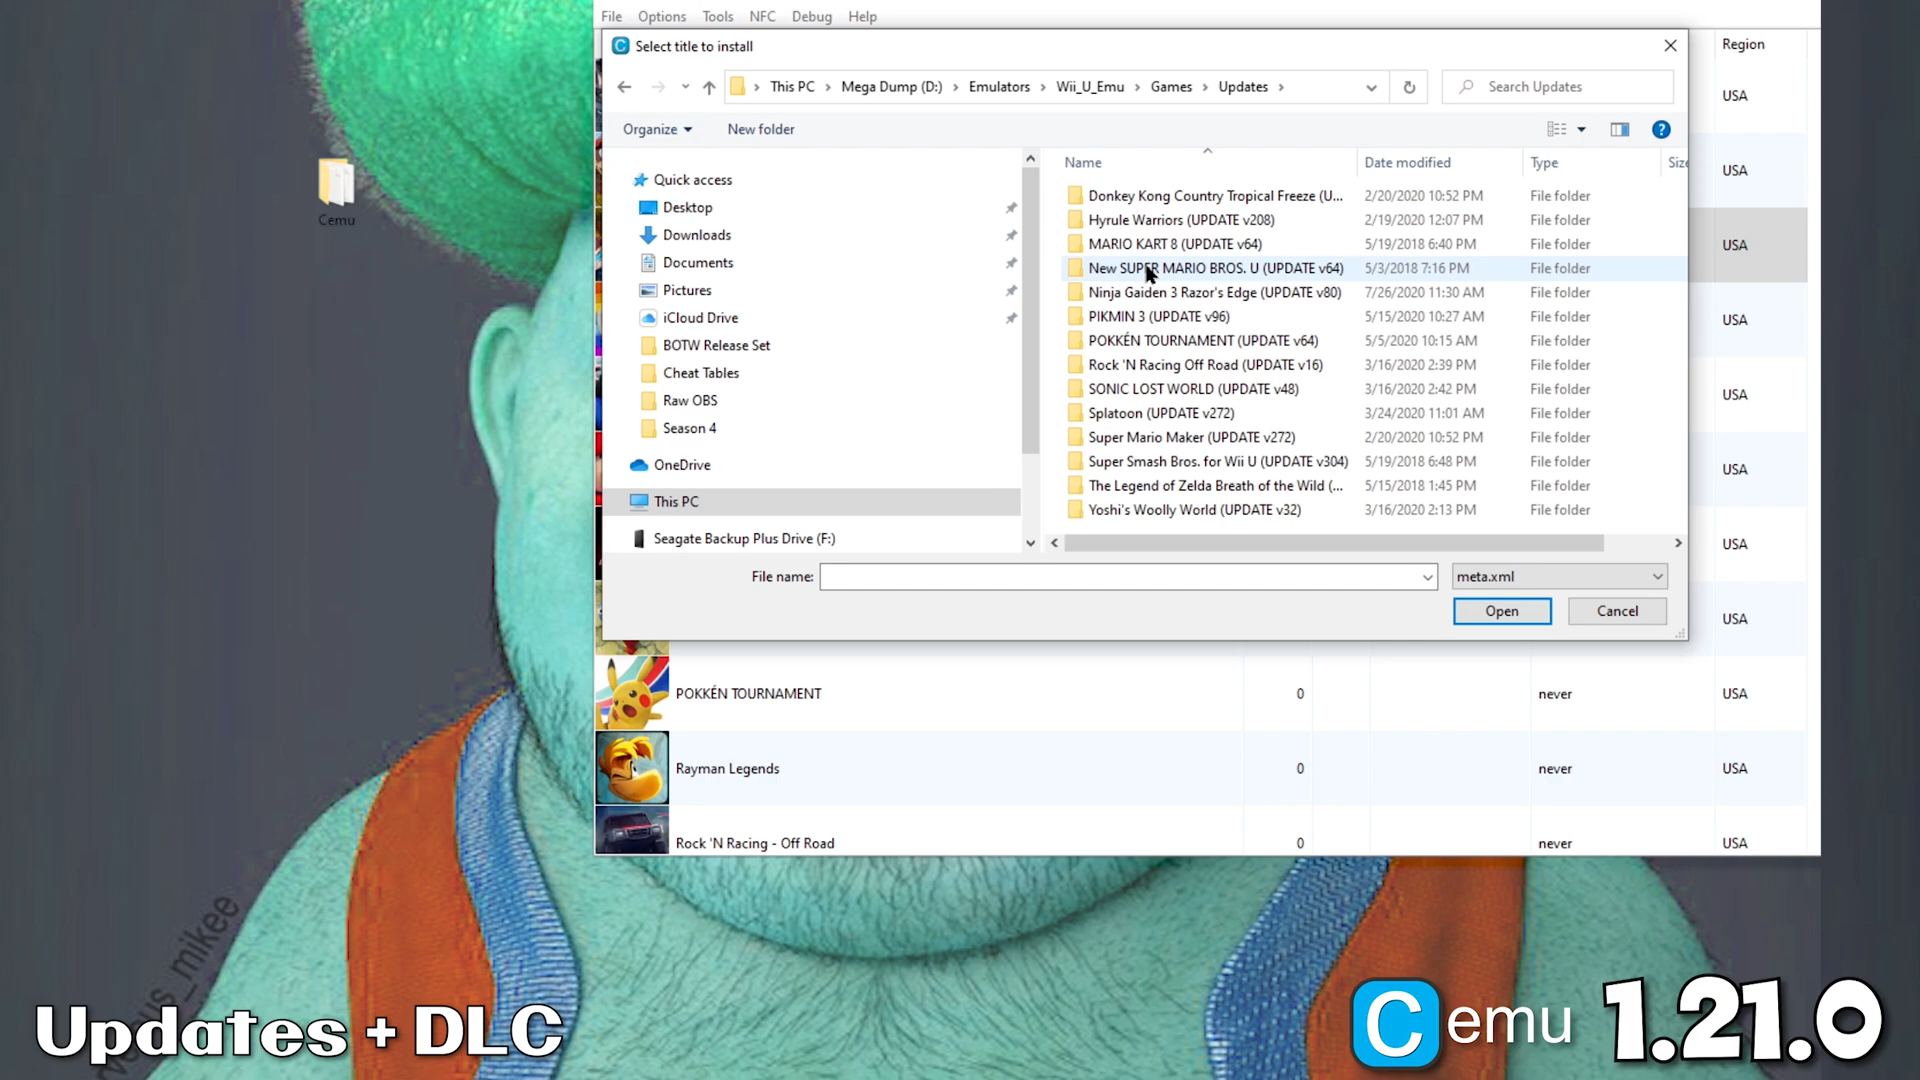 File Options Tools NFC Debug Help
Select title to install
This PC > Mega Dump (D:) > Emulators > Wii_U_Emu > Games > Updates >
Search Updates
Organize New folder
?
Region
USA
USA
USA
USA
USA
USA
USA
USA
USA
USA
USA
Cemu
Quick access
Desktop
Downloads
Documents
Pictures
iCloud Drive
BOTW Release Set
Cheat Tables
Raw OBS
Season 4
OneDrive
This PC
Seagate Backup Plus Drive (F:)
Name Date modified Type Size
Donkey Kong Country Tropical Freeze (U... 2/20/2020 10:52 PM File folder
Hyrule Warriors (UPDATE v208) 2/19/2020 12:07 PM File folder
MARIO KART 8 (UPDATE v64) 5/19/2018 6:40 PM File folder
New SUPER MARIO BROS. U (UPDATE v64) 5/3/2018 7:16 PM File folder
Ninja Gaiden 3 Razor's Edge (UPDATE v80) 7/26/2020 11:30 AM File folder
PIKMIN 3 (UPDATE v96) 5/15/2020 10:27 AM File folder
POKKÉN TOURNAMENT (UPDATE v64) 5/5/2020 10:15 AM File folder
Rock 'N Racing Off Road (UPDATE v16) 3/16/2020 2:39 PM File folder
SONIC LOST WORLD (UPDATE v48) 3/16/2020 2:42 PM File folder
Splatoon (UPDATE v272) 3/24/2020 11:01 AM File folder
Super Mario Maker (UPDATE v272) 2/20/2020 10:52 PM File folder
Super Smash Bros. for Wii U (UPDATE v304) 5/19/2018 6:48 PM File folder
The Legend of Zelda Breath of the Wild (... 5/15/2018 1:45 PM File folder
Yoshi's Woolly World (UPDATE v32) 3/16/2020 2:13 PM File folder
File name: meta.xml
Open Cancel
POKKÉN TOURNAMENT 0 never
Rayman Legends 0 never
Rock 'N Racing - Off Road 0 never
Updates + DLC
Cemu 1.21.0